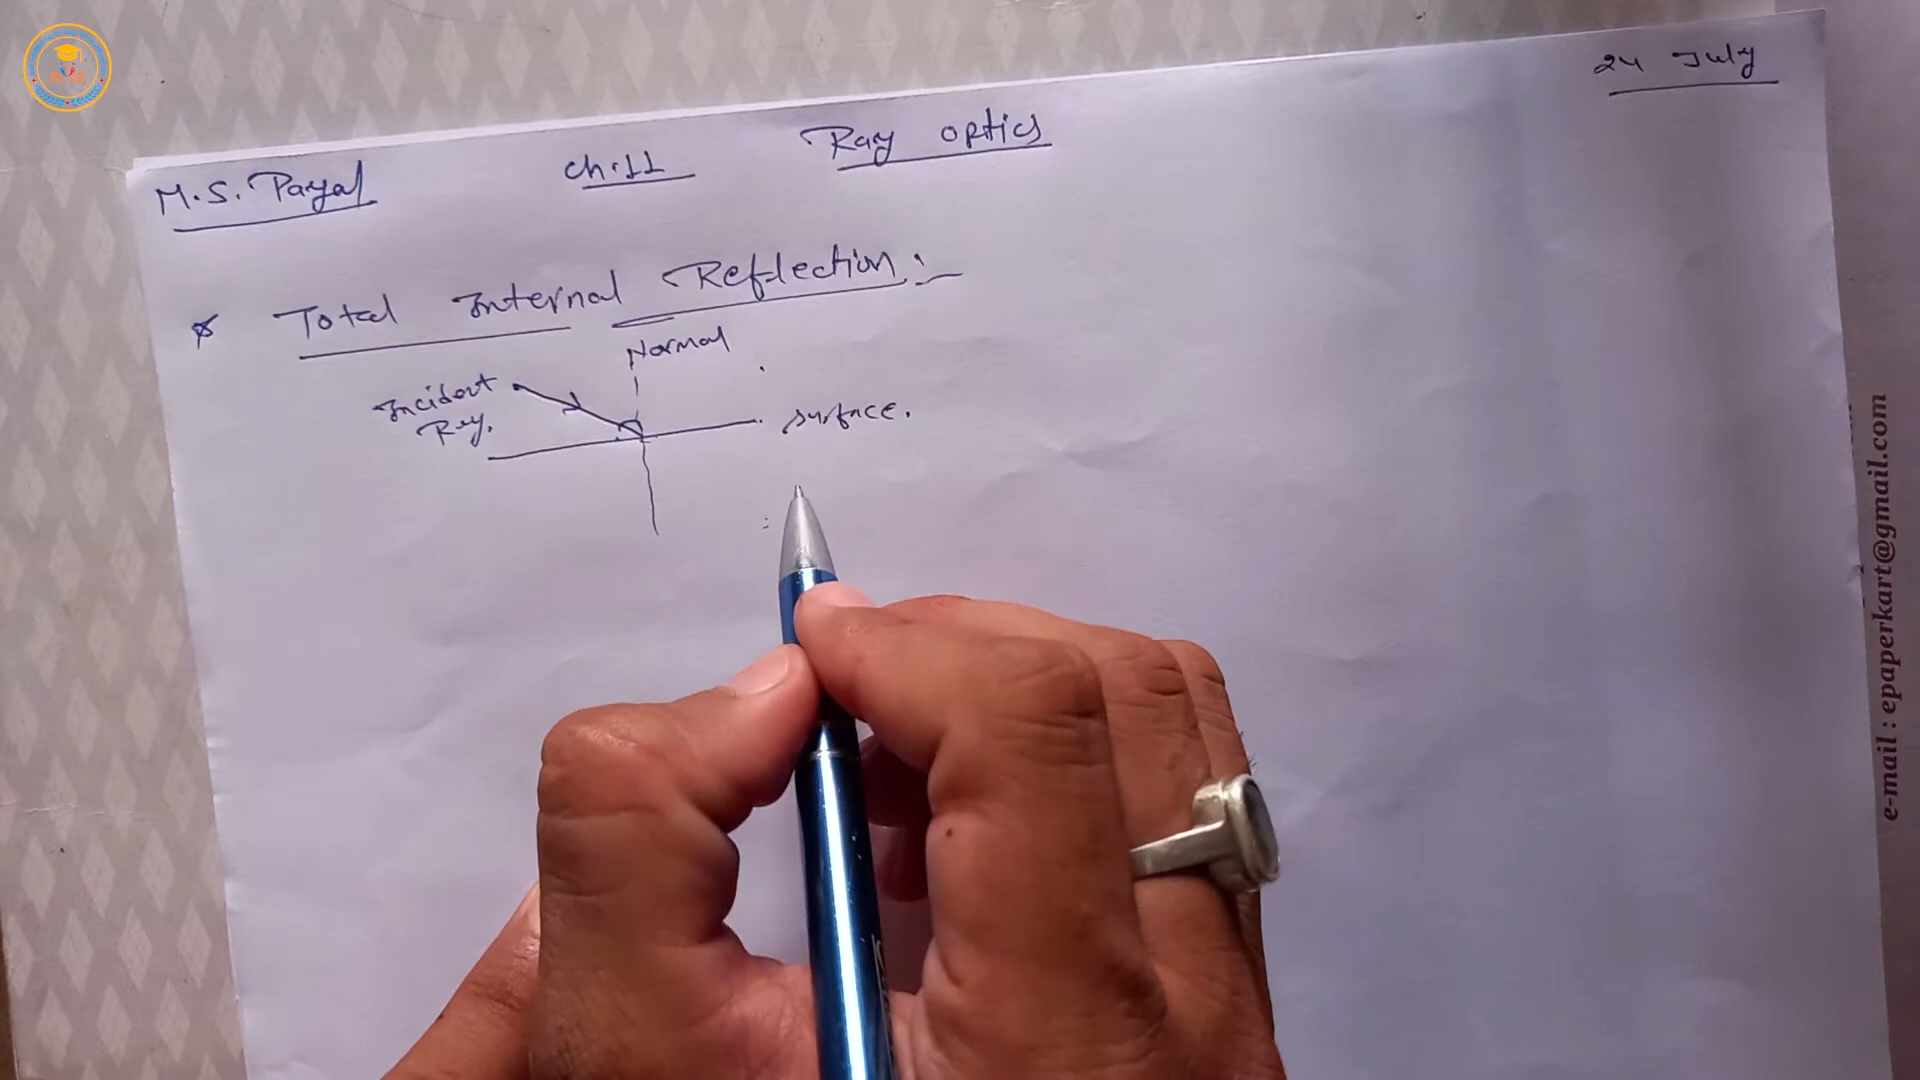 24 July
M.S. Payal Ch.11 Ray optics
Total Internal Reflection:
Normal
Incident
Ray.
surface.
e-mail : epaperkart@gmail.com